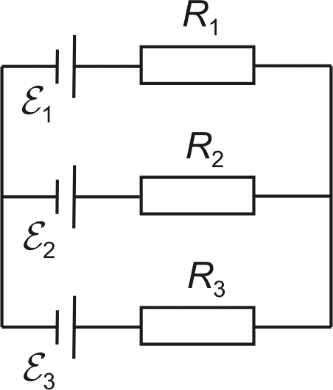 R₁
ℰ₁
R₂
ℰ₂
R₃
ℰ₃